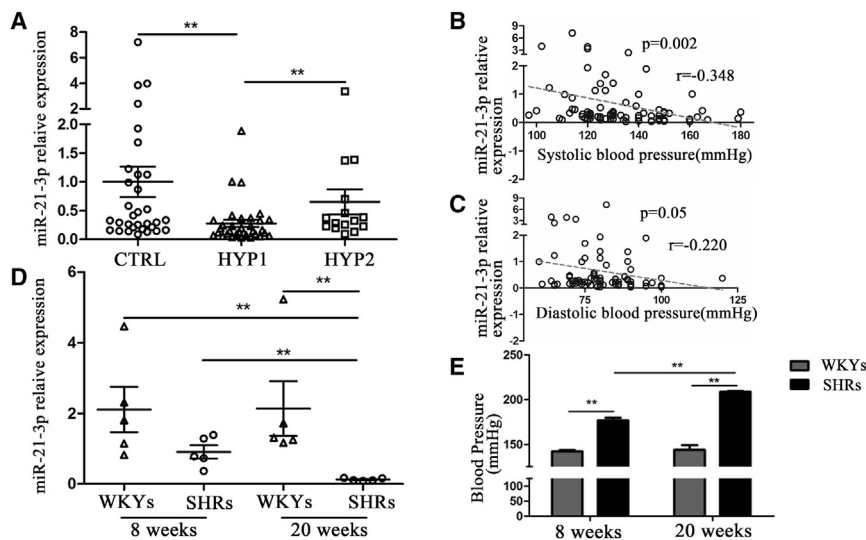 A
miR-21-3p relaive expression
8
6
4
2
2.0
1.5
1.0
0.5
0.0
**
**
CTRL
HYP1
HYP2
B
miR-21-3p relative
expression
9
6
3
2
1
0
-1
-2
p=0.002
r=-0.348
100
120
140
160
180
Systolic blood pressure(mmHg)
C
miR-21-3p relative
expression
9
6
3
2
1
0
-1
-2
p=0.05
r=-0.220
75
100
125
Diastolic blood pressure(mmHg)
D
miR-21-3p relaive expression
6
4
2
0
**
**
**
WKYs
SHRs
WKYs
SHRs
8 weeks
20 weeks
E
Blood Pressure
(mmHg)
250
200
150
100
50
0
**
**
**
8 weeks
20 weeks
WKYs
SHRs